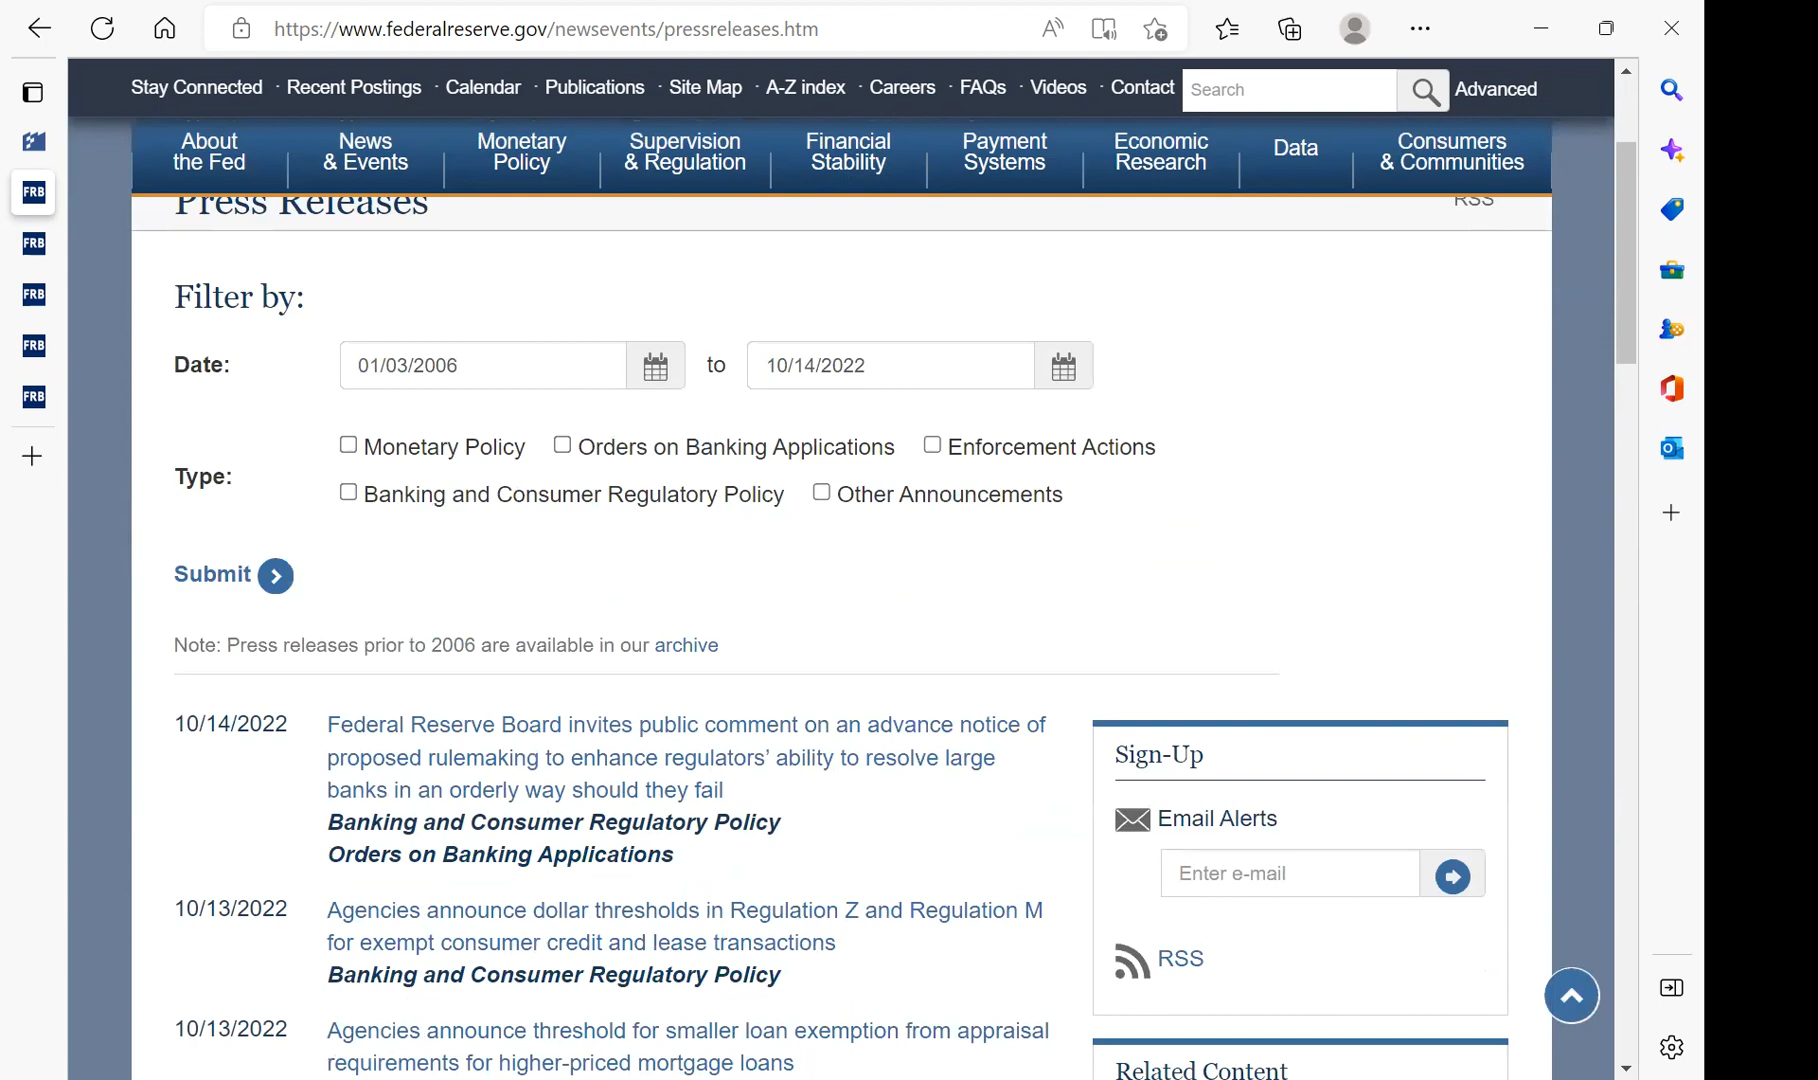 https://www.federalreserve.gov/newsevents/pressreleases.htm
Stay Connected · Recent Postings · Calendar · Publications · Site Map · A-Z index · Careers · FAQs · Videos · Contact Search Advanced
About the Fed
News & Events
Monetary Policy
Supervision & Regulation
Financial Stability
Payment Systems
Economic Research
Data
Consumers & Communities
FRB
FRB
FRB
FRB
FRB
Press Releases
RSS
Filter by:
Date: 01/03/2006 to 10/14/2022
Type:
Monetary Policy Orders on Banking Applications Enforcement Actions
Banking and Consumer Regulatory Policy Other Announcements
Submit
Note: Press releases prior to 2006 are available in our archive
10/14/2022 Federal Reserve Board invites public comment on an advance notice of
proposed rulemaking to enhance regulators’ ability to resolve large
banks in an orderly way should they fail
Banking and Consumer Regulatory Policy
Orders on Banking Applications
10/13/2022 Agencies announce dollar thresholds in Regulation Z and Regulation M
for exempt consumer credit and lease transactions
Banking and Consumer Regulatory Policy
10/13/2022 Agencies announce threshold for smaller loan exemption from appraisal
requirements for higher-priced mortgage loans
Sign-Up
Email Alerts
Enter e-mail
RSS
Related Content